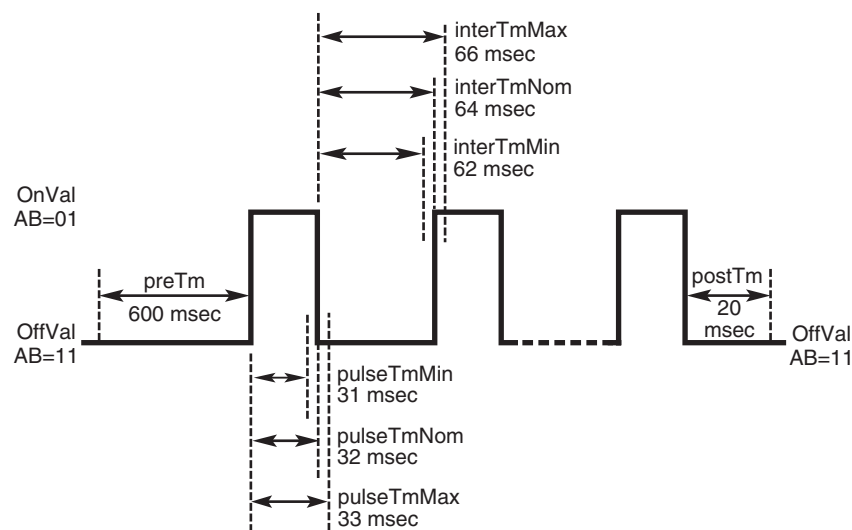 interTmMax
66 msec
interTmNom
64 msec
interTmMin
62 msec
OnVal
AB=01
preTm
600 msec
postTm
20
msec
OffVal
AB=11
OffVal
AB=11
pulseTmMin
31 msec
pulseTmNom
32 msec
pulseTmMax
33 msec